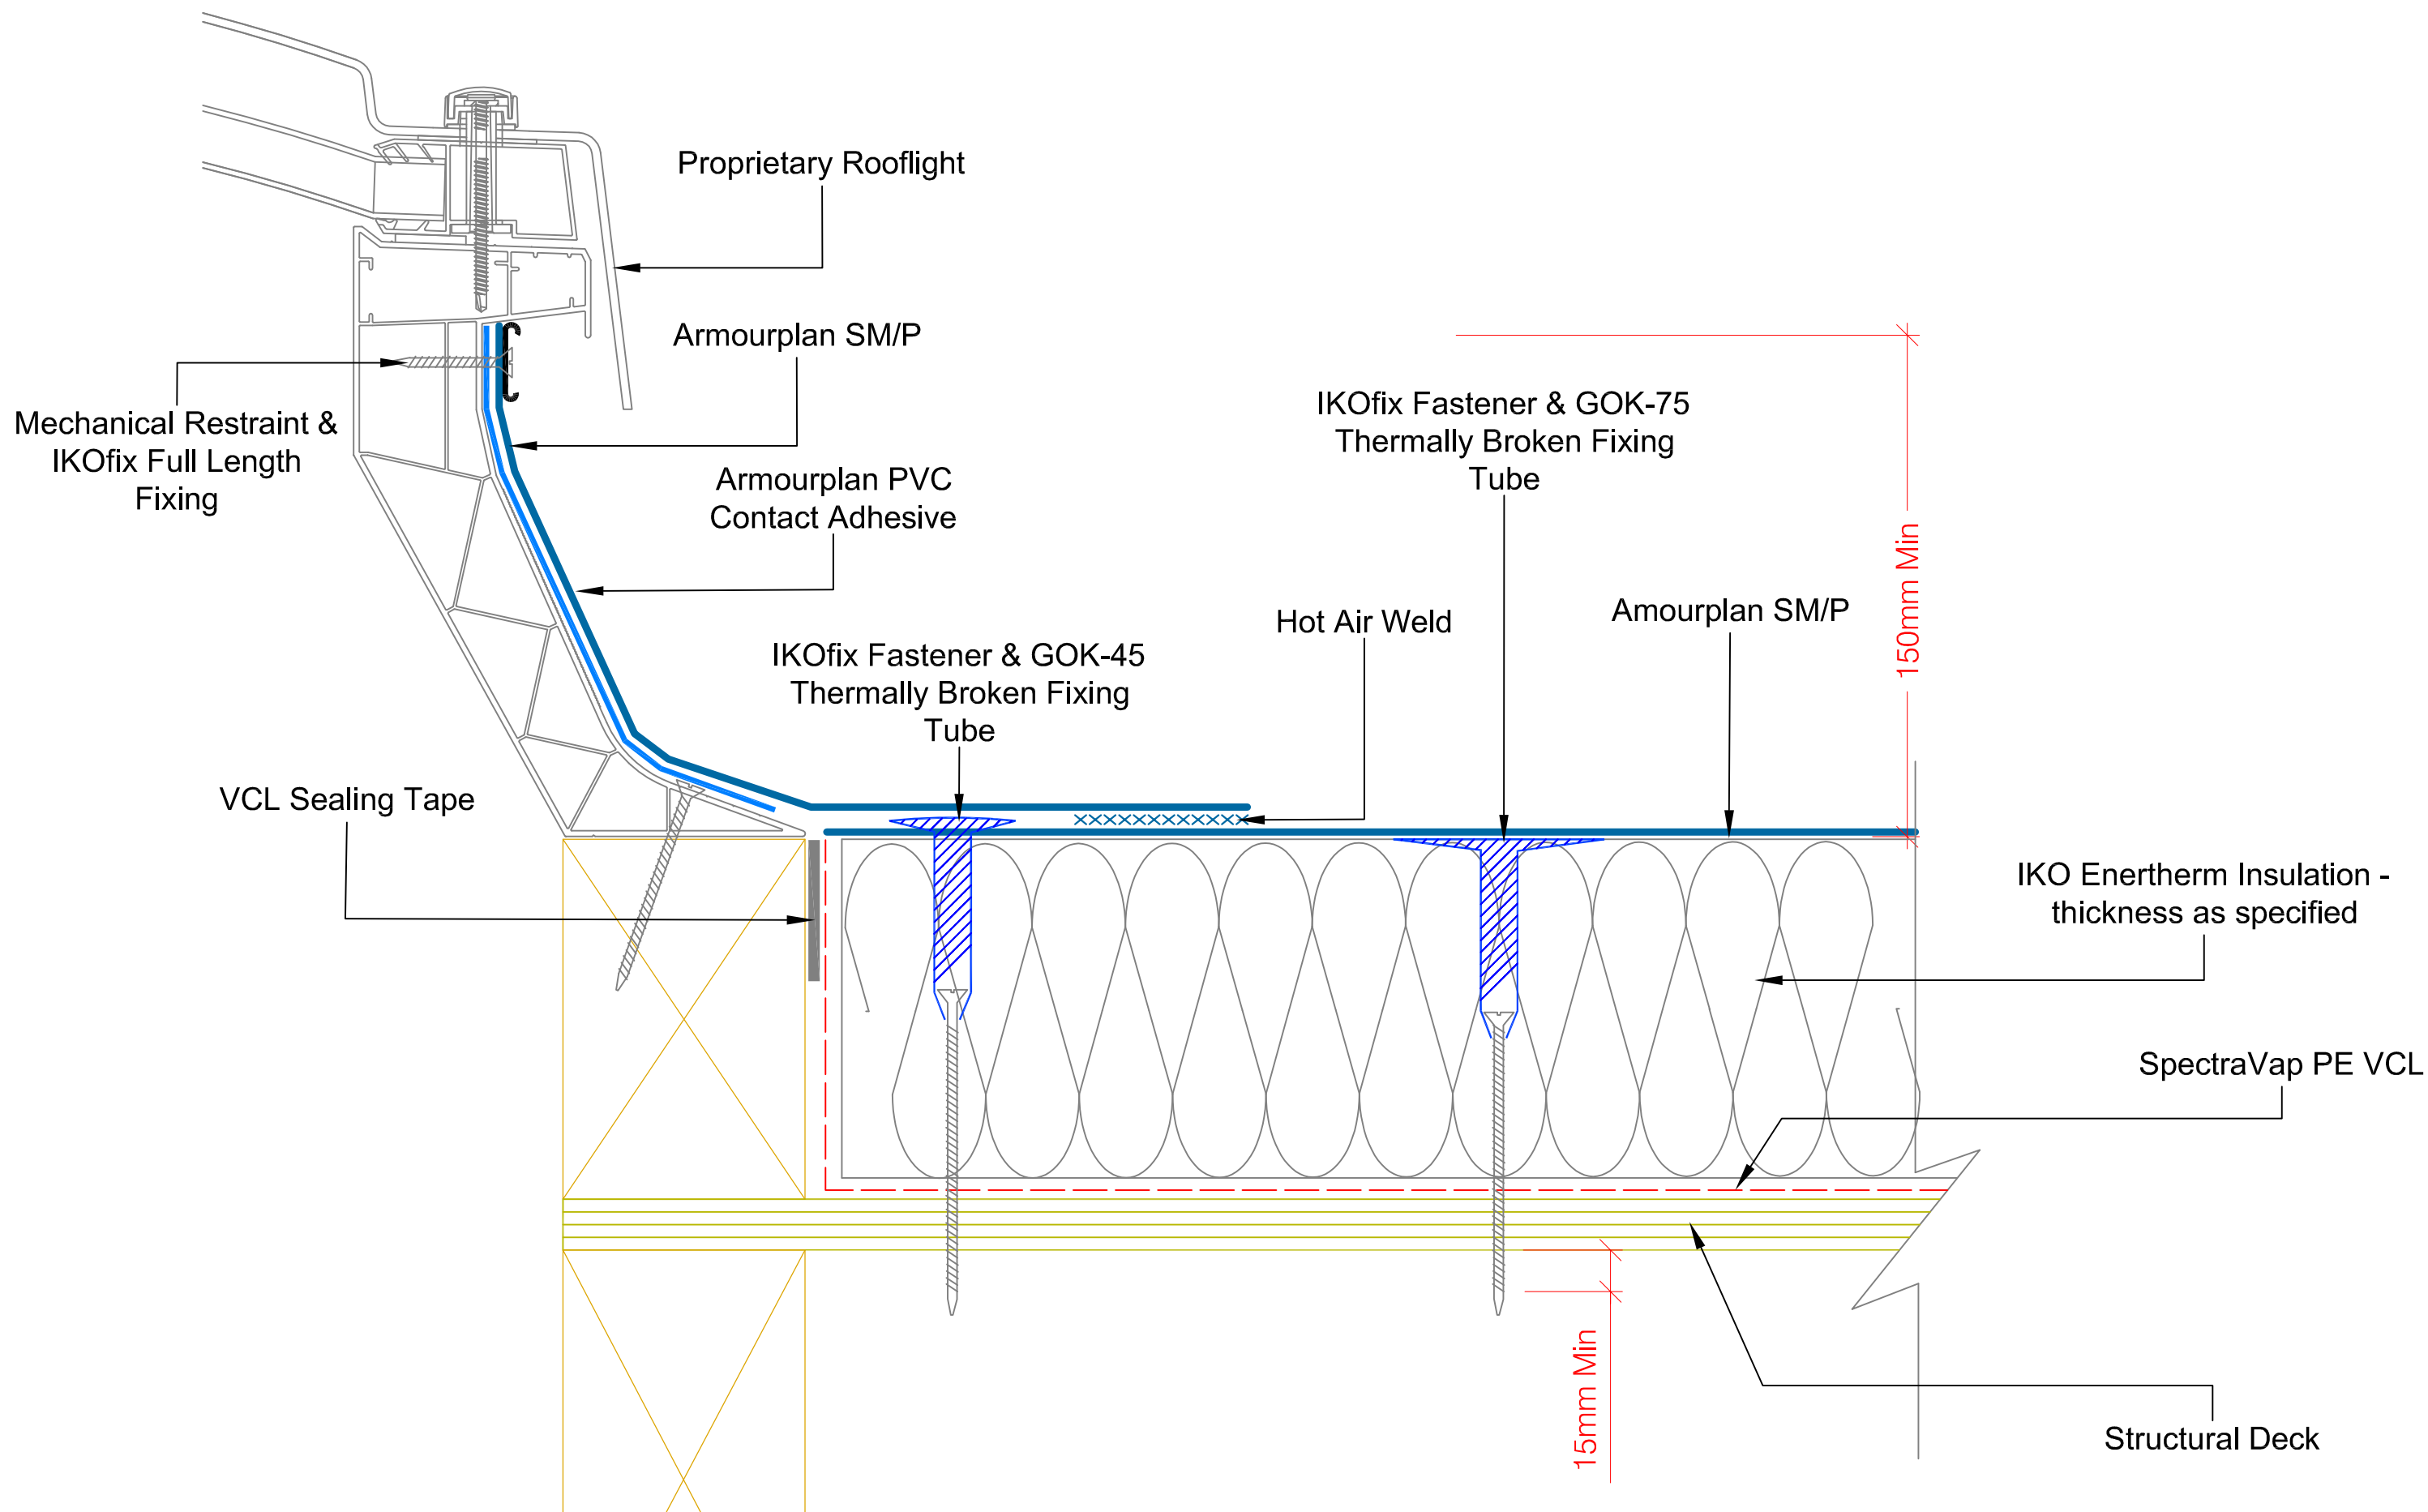 Proprietary Rooflight
Armourplan SM/P
Mechanical Restraint &
IKOfix Full Length
Fixing
Armourplan PVC
Contact Adhesive
IKOfix Fastener & GOK-75
Thermally Broken Fixing
Tube
150mm Min
Hot Air Weld
Amourplan SM/P
IKOfix Fastener & GOK-45
Thermally Broken Fixing
Tube
VCL Sealing Tape
IKO Enertherm Insulation -
thickness as specified
SpectraVap PE VCL
15mm Min
Structural Deck